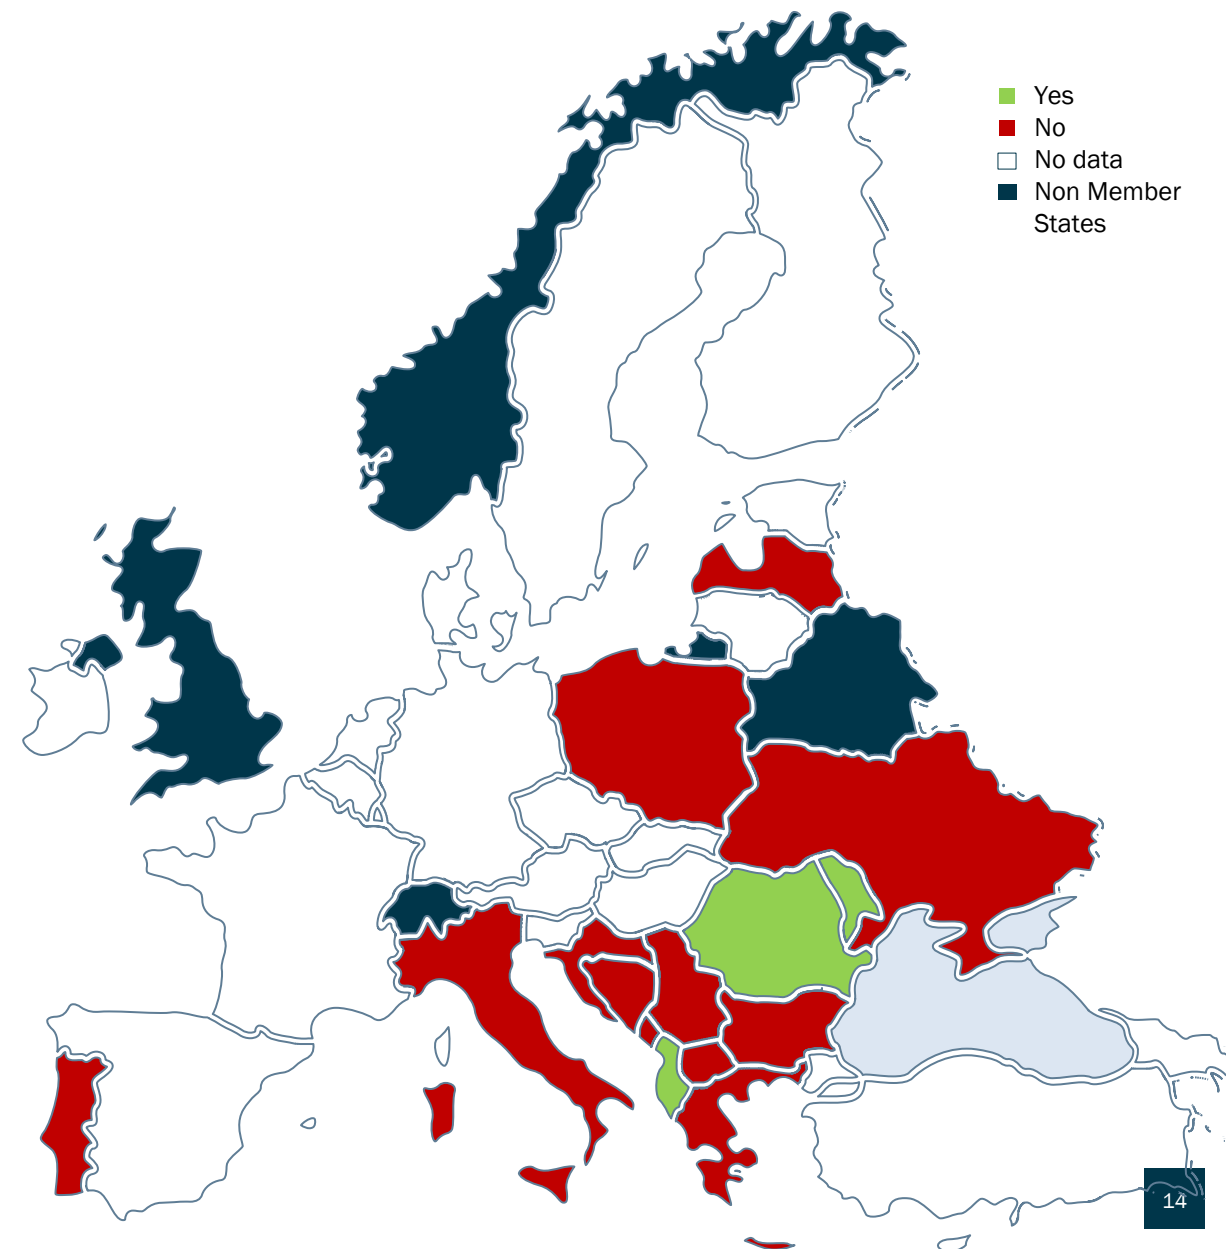 Yes
No
No data
Non Member
States
14